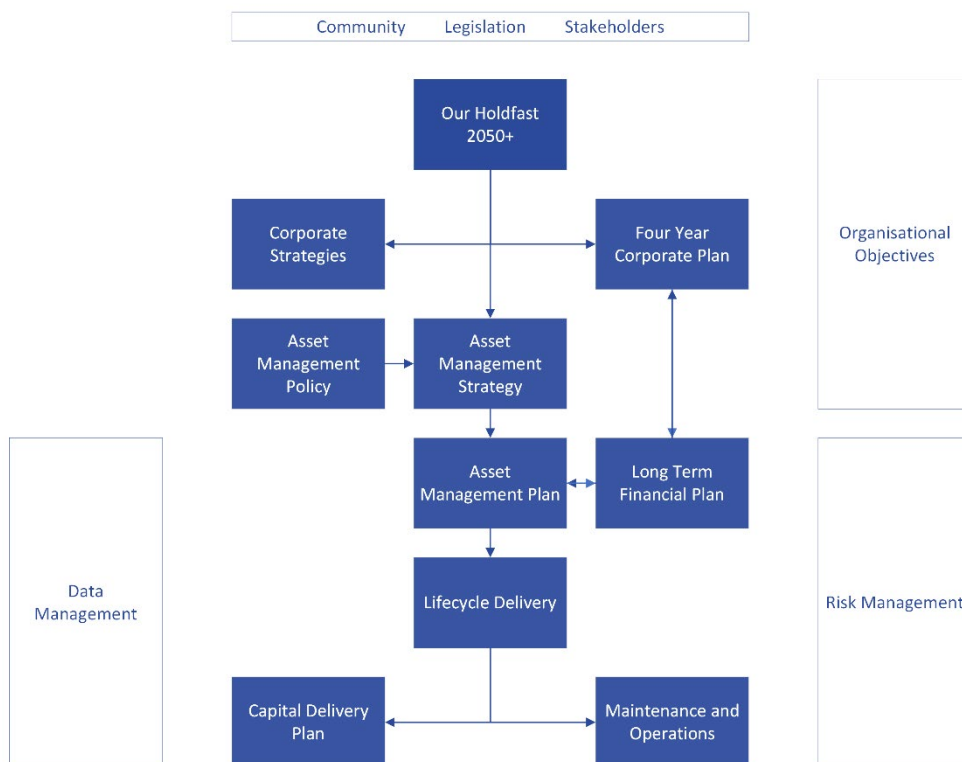 Community Legislation Stakeholders
Our Holdfast
2050+
Corporate
Strategies
Four Year
Corporate Plan
Organisational
Objectives
Asset
Management
Policy
Asset
Management
Strategy
Asset
Management Plan
Long Term
Financial Plan
Data
Management
Lifecycle Delivery
Risk Management
Capital Delivery
Plan
Maintenance and
Operations